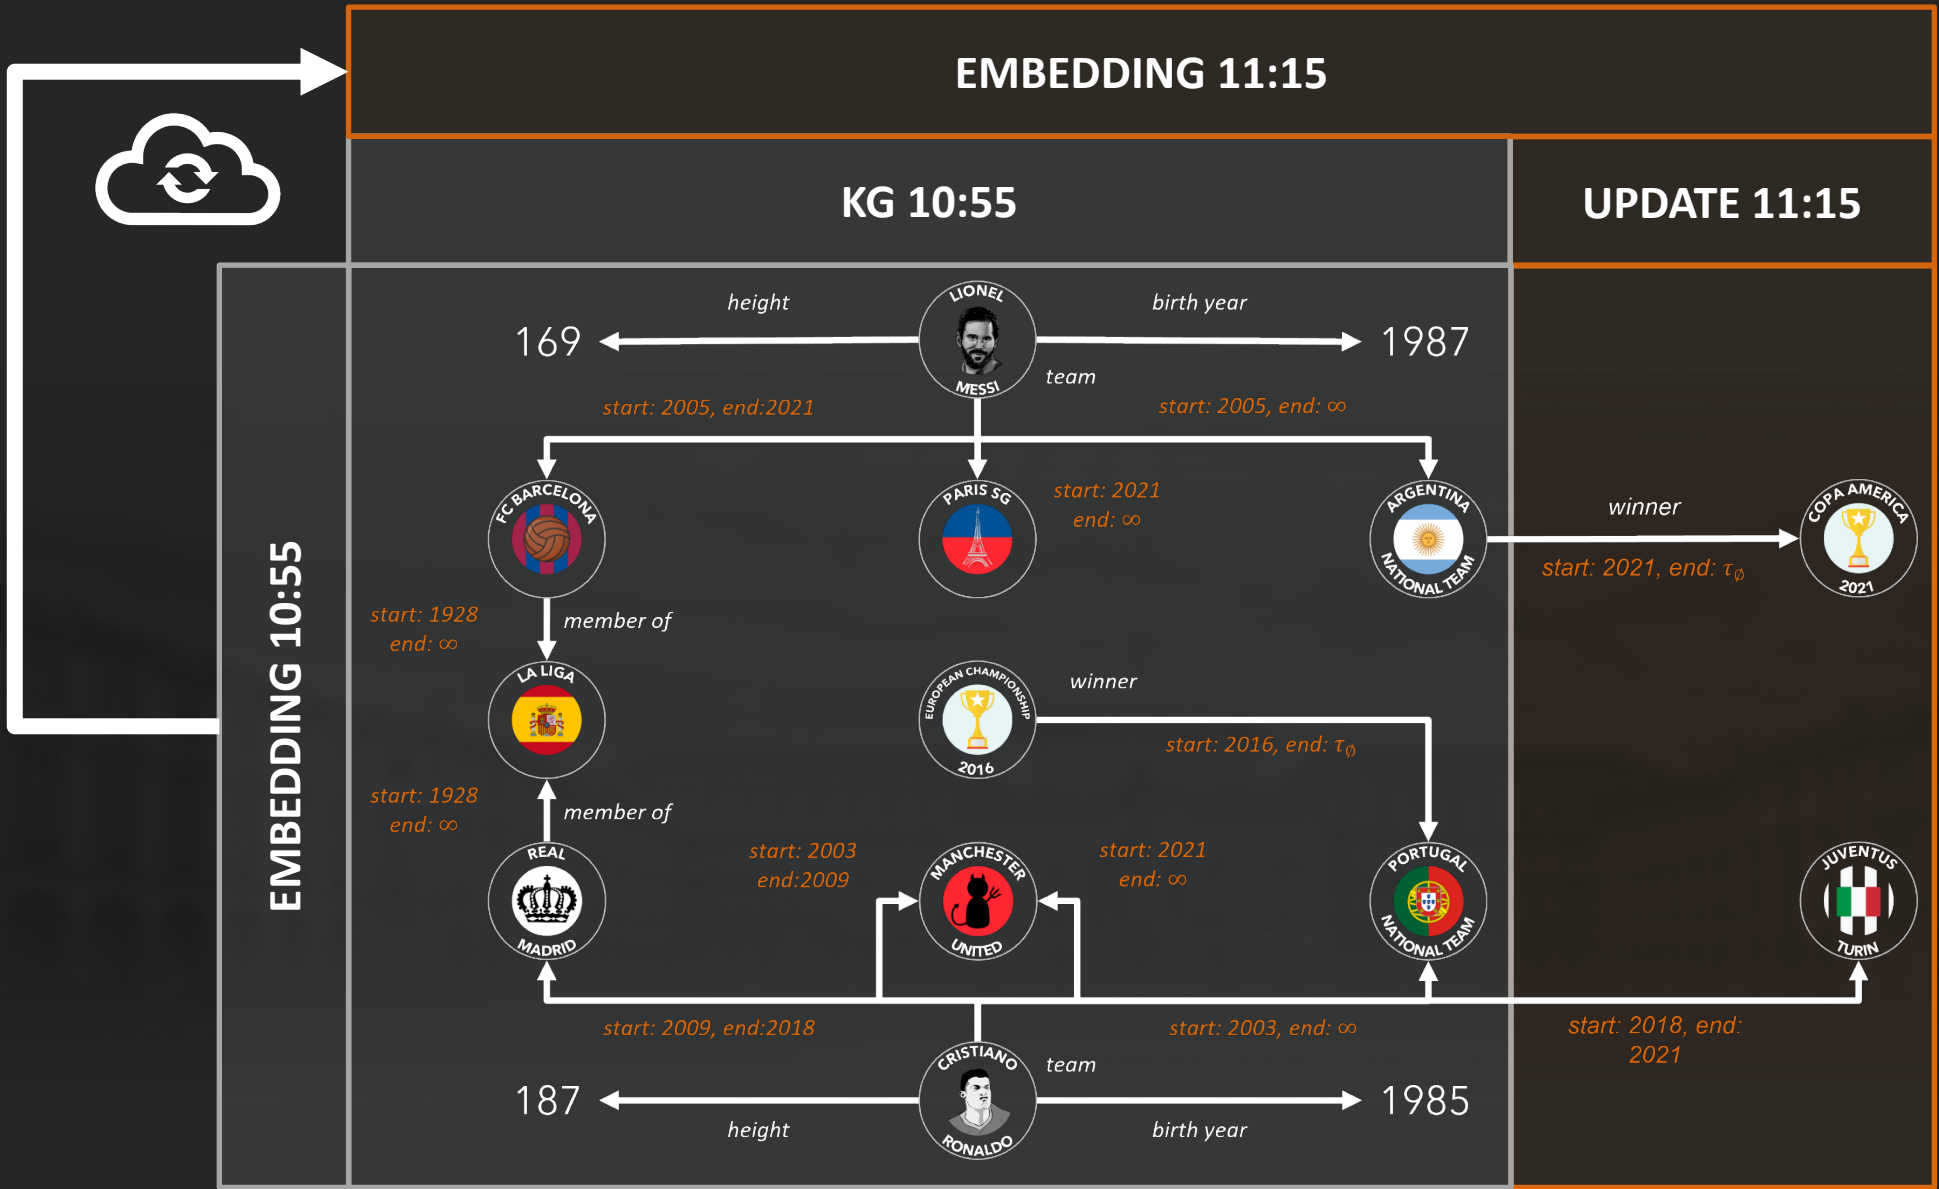 EMBEDDING 11:15
KG 10:55
UPDATE 11:15
EMBEDDING 10:55
LIONEL
MESSI
height
169
birth year
1987
team
start: 2005, end:2021
start: 2005, end: ∞
FC BARCELONA
PARIS SG
start: 2021
end: ∞
ARGENTINA
NATIONAL TEAM
winner
start: 2021, end: τ∅
COPA AMERICA
2021
start: 1928
end: ∞
member of
LA LIGA
EUROPEAN CHAMPIONSHIP
2016
winner
start: 2016, end: τ∅
start: 1928
end: ∞
member of
REAL
MADRID
start: 2003
end:2009
MANCHESTER
UNITED
start: 2021
end: ∞
PORTUGAL
NATIONAL TEAM
JUVENTUS
TURIN
start: 2009, end:2018
start: 2003, end: ∞
start: 2018, end:
2021
CRISTIANO
RONALDO
team
187
height
birth year
1985